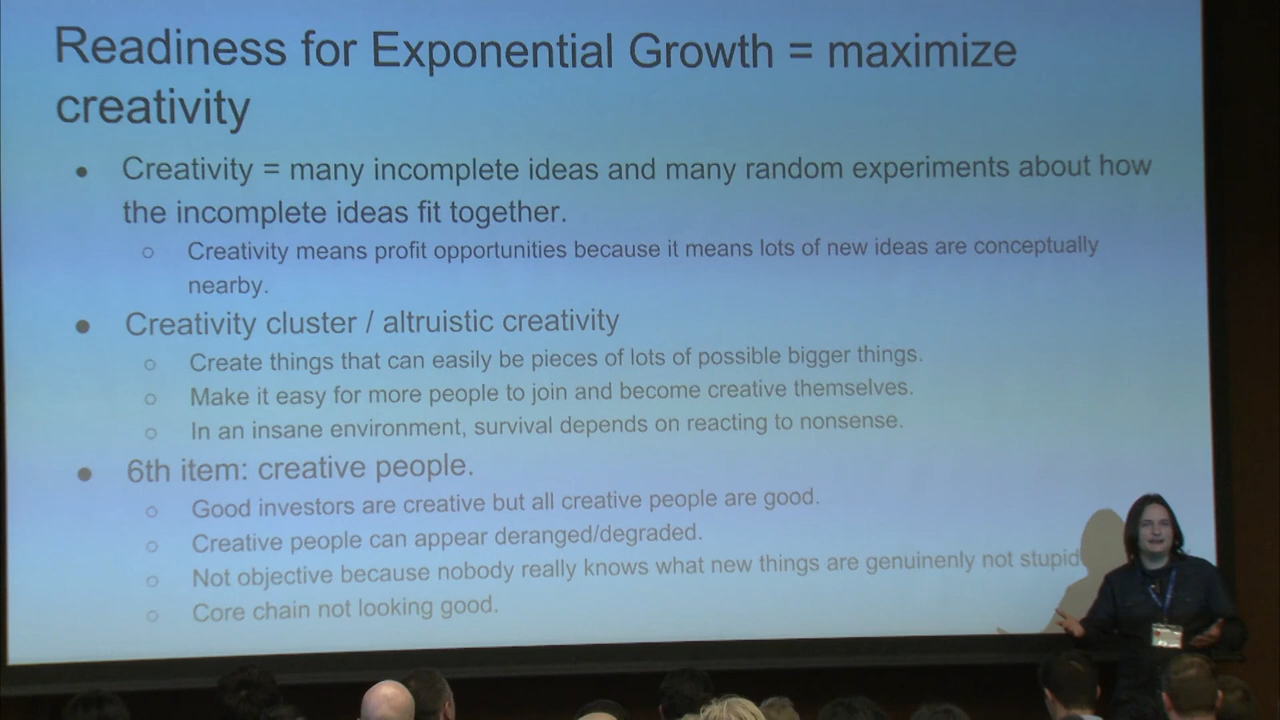 Readiness for Exponential Growth = maximize
creativity
● Creativity = many incomplete ideas and many random experiments about how
the incomplete ideas fit together.
○ Creativity means profit opportunities because it means lots of new ideas are conceptually
nearby.
● Creativity cluster / altruistic creativity
○ Create things that can easily be pieces of lots of possible bigger things.
○ Make it easy for more people to join and become creative themselves.
○ In an insane environment, survival depends on reacting to nonsense.
● 6th item: creative people.
○ Good investors are creative but all creative people are good.
○ Creative people can appear deranged/degraded.
○ Not objective because nobody really knows what new things are genuinenly not stupid
○ Core chain not looking good.